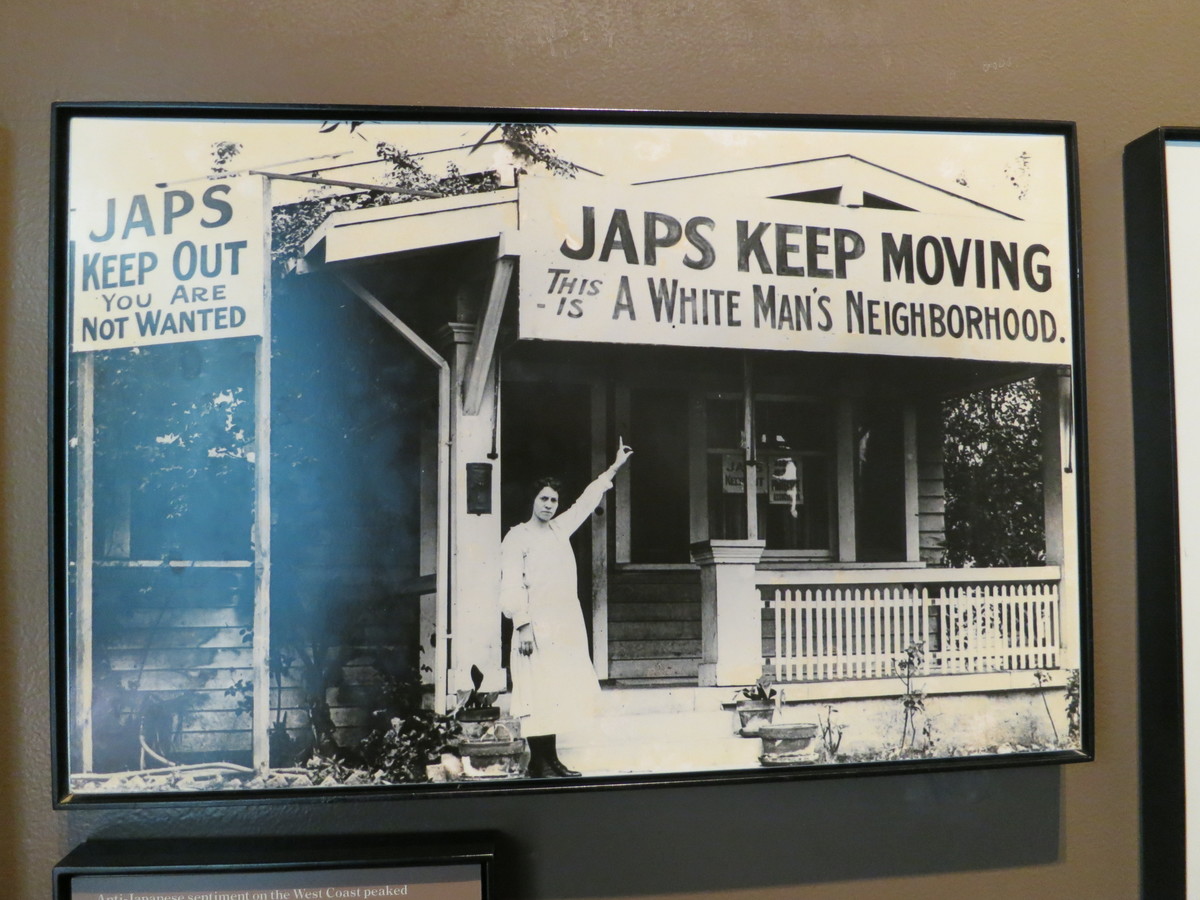 JAPS
KEEP OUT
YOU ARE
NOT WANTED
JAPS KEEP MOVING
THIS
- IS A WHITE MAN'S NEIGHBORHOOD.
JAPS
Anti-Japanese sentiment on the West Coast peaked